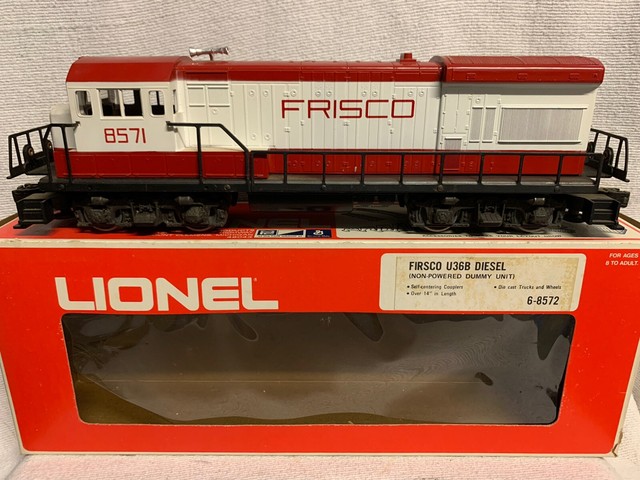 FRISCO
8571
LIONEL
FOR AGES
8 TO ADULT.
FIRSCO U36B DIESEL
(NON-POWERED DUMMY UNIT)
• Self-centering Couplers • Die cast Trucks and Wheels
• Over 14" in Length
6-8572